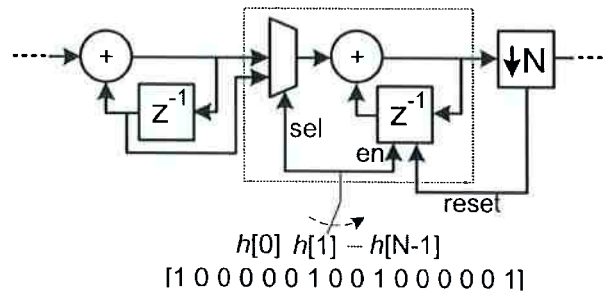 + + ↓N
z⁻¹ sel z⁻¹
en
reset
h[0] h[1] ··· h[N-1]
[1 0 0 0 0 0 1 0 0 1 0 0 0 0 0 1]